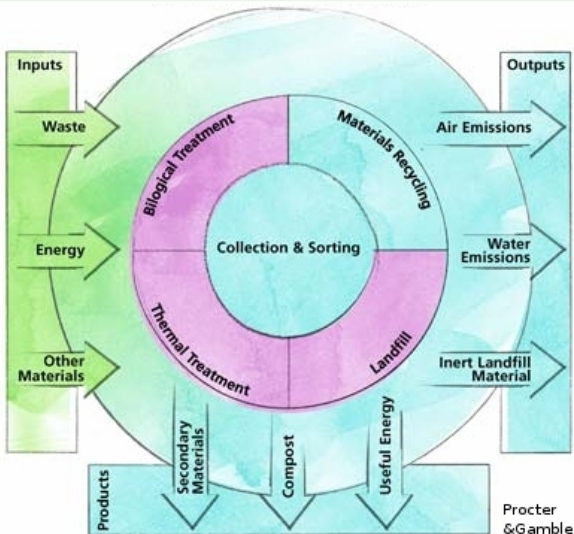 Inputs
Outputs
Waste
Energy
Other
Materials
Bilogical Treatment
Materials Recycling
Collection & Sorting
Thermal Treatment
Landfill
Air Emissions
Water
Emissions
Inert Landfill
Material
Products
Secondary
Materials
Compost
Useful Energy
Procter
&Gamble